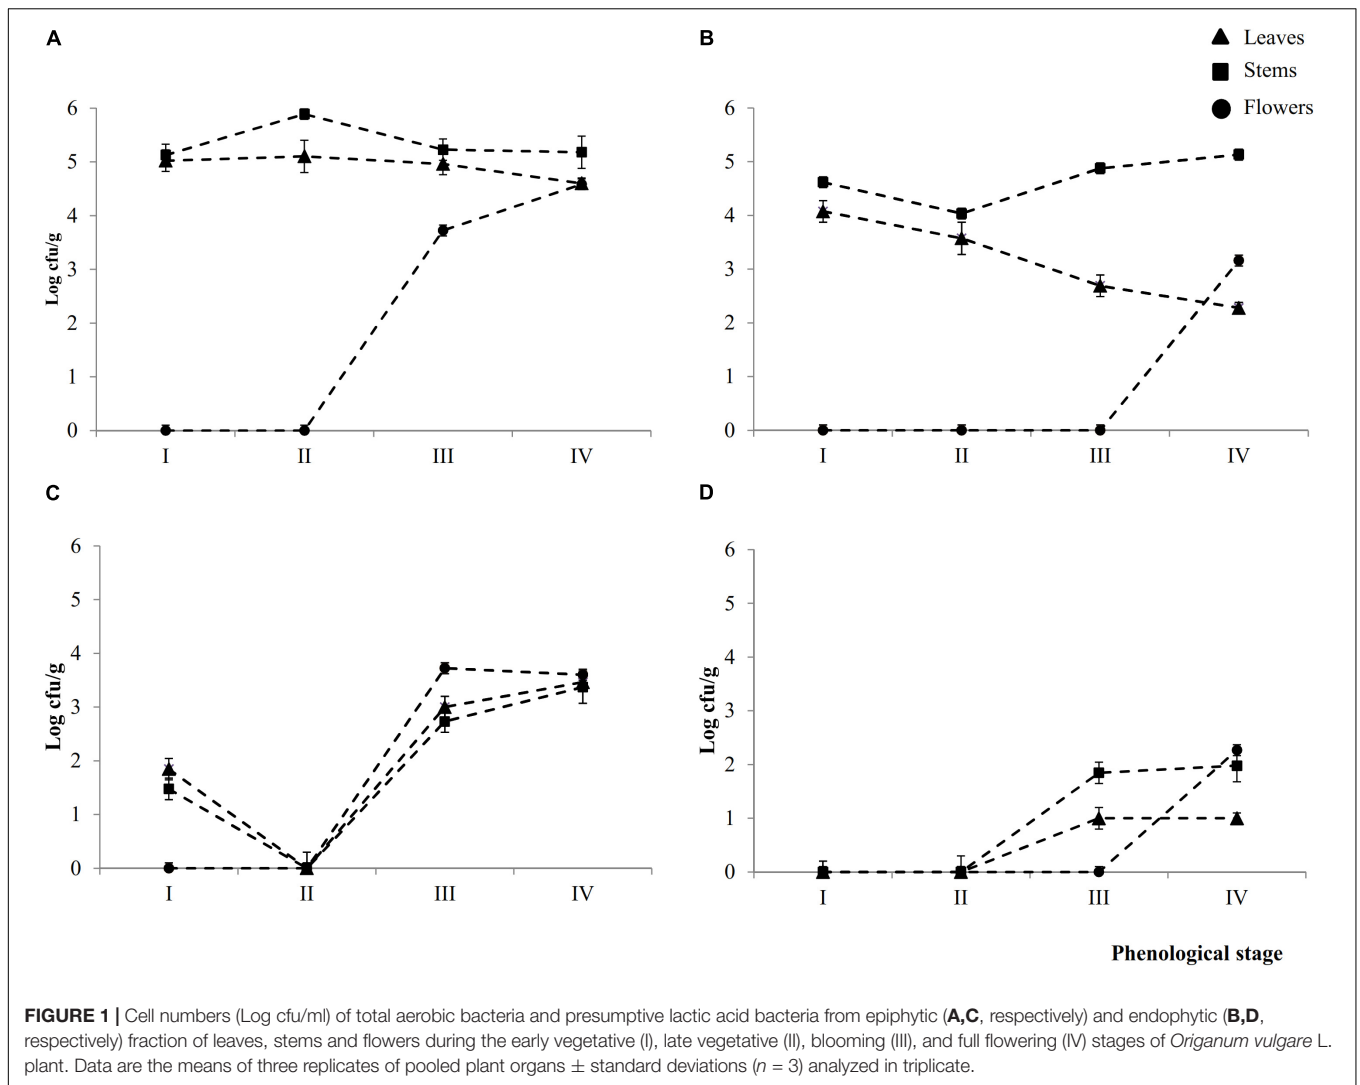 A
B
Leaves
Stems
Flowers
6
5
4
3
2
1
0
Log cfu/g
I II III IV
6
5
4
3
2
1
0
I II III IV
C
D
6
5
4
3
2
1
0
Log cfu/g
I II III IV
6
5
4
3
2
1
0
Log cfu/g
I II III IV
Phenological stage
FIGURE 1 | Cell numbers (Log cfu/ml) of total aerobic bacteria and presumptive lactic acid bacteria from epiphytic (A,C, respectively) and endophytic (B,D,
respectively) fraction of leaves, stems and flowers during the early vegetative (I), late vegetative (II), blooming (III), and full flowering (IV) stages of Origanum vulgare L.
plant. Data are the means of three replicates of pooled plant organs ± standard deviations (n = 3) analyzed in triplicate.